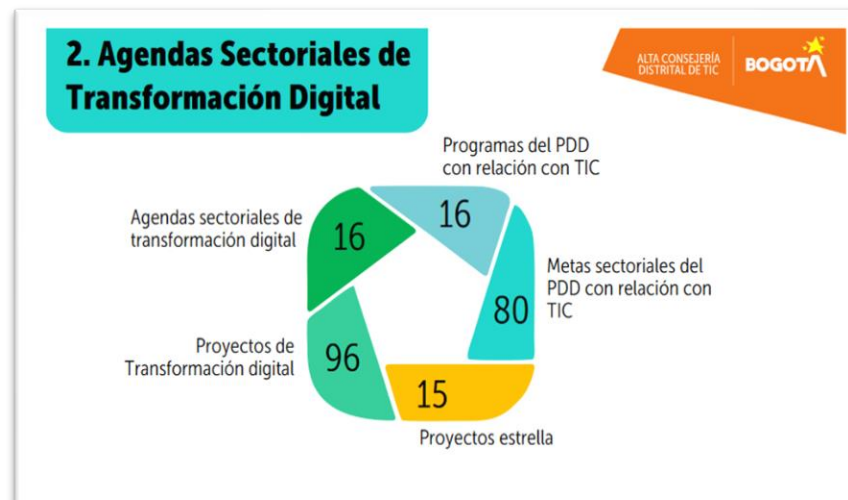 2. Agendas Sectoriales de
Transformación Digital
ALTA CONSEJERÍA
DISTRITAL DE TIC
BOGOTÁ
Programas del PDD
con relación con TIC
16
Agendas sectoriales de
transformación digital
16
Metas sectoriales del
PDD con relación con
TIC
80
Proyectos de
Transformación digital
96
15
Proyectos estrella